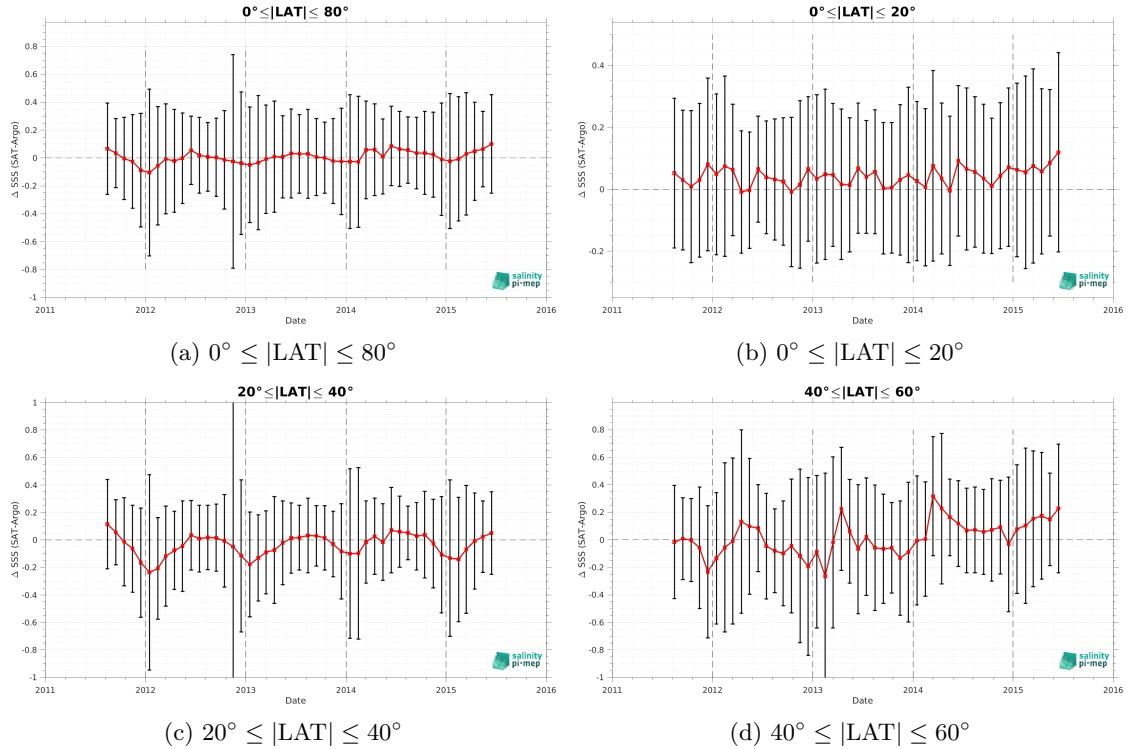 0°≤|LAT|≤ 80°
Δ SSS (SAT-Argo)
0.8
0.6
0.4
0.2
0
-0.2
-0.4
-0.6
-0.8
-1
2011
2012
2013
2014
2015
2016
Date
salinity
pi-mep
(a) 0° ≤ |LAT| ≤ 80°
0°≤|LAT|≤ 20°
Δ SSS (SAT-Argo)
0.4
0.2
0
-0.2
2011
2012
2013
2014
2015
2016
Date
salinity
pi-mep
(b) 0° ≤ |LAT| ≤ 20°
20°≤|LAT|≤ 40°
Δ SSS (SAT-Argo)
1
0.8
0.6
0.4
0.2
0
-0.2
-0.4
-0.6
-0.8
-1
2011
2012
2013
2014
2015
2016
Date
salinity
pi-mep
(c) 20° ≤ |LAT| ≤ 40°
40°≤|LAT|≤ 60°
Δ SSS (SAT-Argo)
0.8
0.6
0.4
0.2
0
-0.2
-0.4
-0.6
-0.8
-1
2011
2012
2013
2014
2015
2016
Date
salinity
pi-mep
(d) 40° ≤ |LAT| ≤ 60°